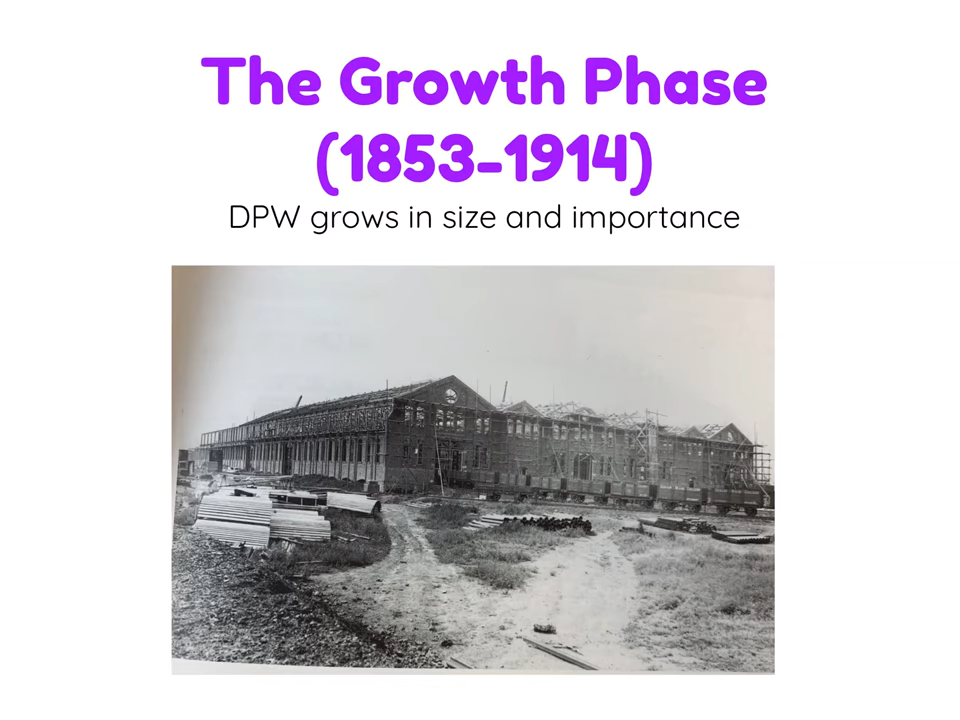 The Growth Phase
(1853-1914)
DPW grows in size and importance